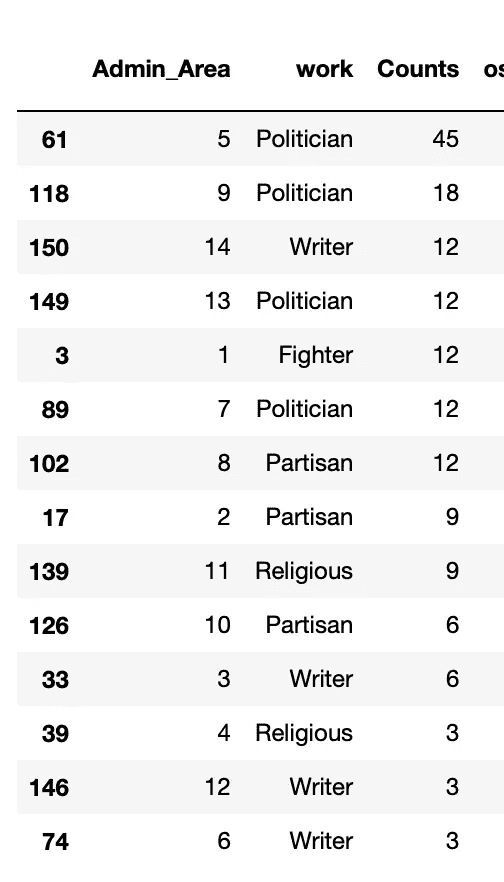 Admin_Area work Counts os
61 5 Politician 45
118 9 Politician 18
150 14 Writer 12
149 13 Politician 12
3 1 Fighter 12
89 7 Politician 12
102 8 Partisan 12
17 2 Partisan 9
139 11 Religious 9
126 10 Partisan 6
33 3 Writer 6
39 4 Religious 3
146 12 Writer 3
74 6 Writer 3